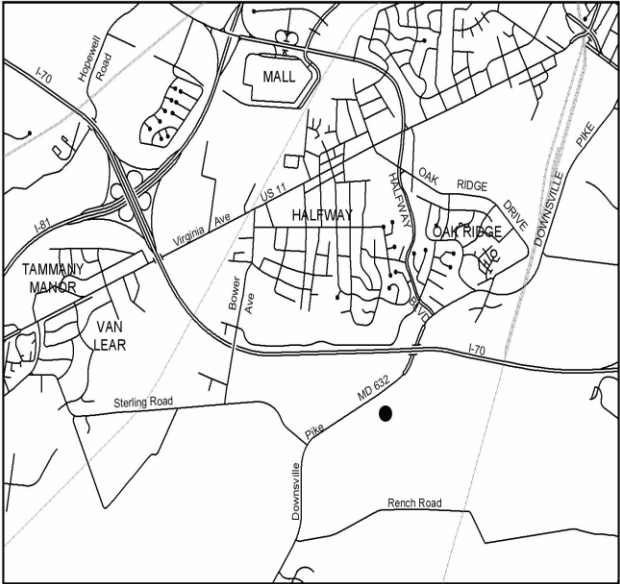 I-70
Hopewell
Road
MALL
I-81
Virginia Ave
US 11
HALFWAY
HALFWAY
BLVD
OAK RIDGE DRIVE
OAK RIDGE
DOWNSVILLE PIKE
TAMMANY
MANOR
VAN
LEAR
Bower
Ave
I-70
Sterling Road
MD 632
Downsville Pike
Rench Road